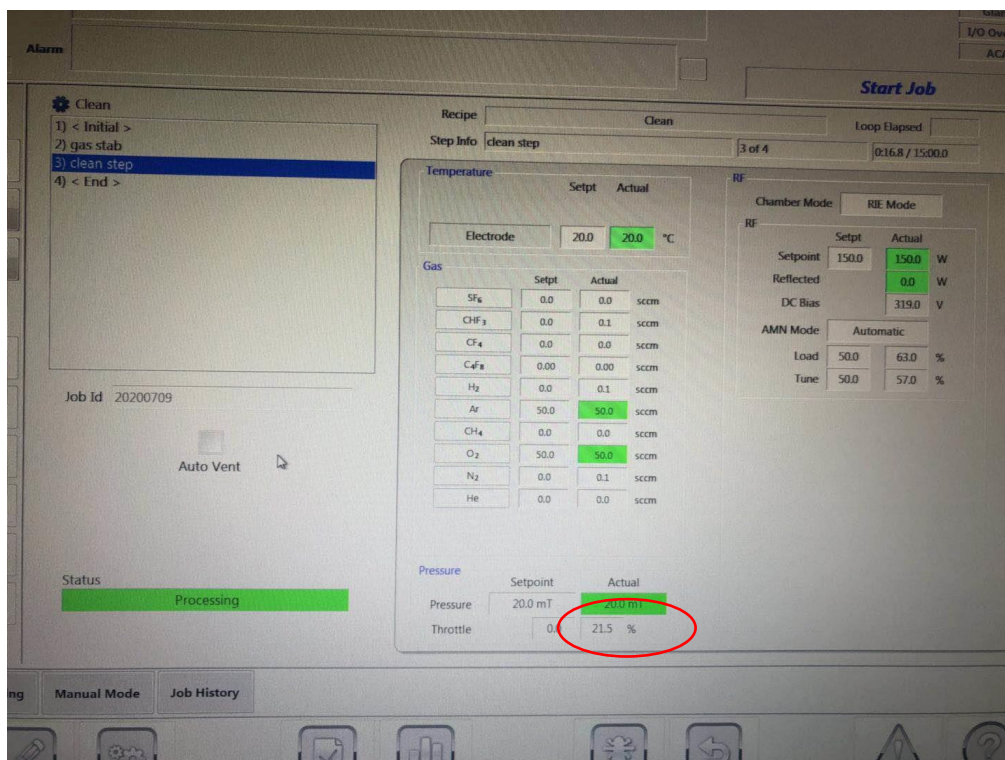 I/O Ov
Alarm
ACA
Start Job
Clean
1) < Initial >
2) gas stab
3) clean step
4) < End >
Recipe Clean Loop Elapsed
Step Info clean step 3 of 4 0:16.8 / 15:00.0
Temperature
Setpt Actual
Electrode 20.0 20.0 °C
Gas
Setpt Actual
SF6 0.0 0.0 sccm
CHF3 0.0 0.1 sccm
CF4 0.0 0.0 sccm
C4F8 0.00 0.00 sccm
H2 0.0 0.1 sccm
Ar 50.0 50.0 sccm
CH4 0.0 0.0 sccm
O2 50.0 50.0 sccm
N2 0.0 0.1 sccm
He 0.0 0.0 sccm
RF
Chamber Mode RIE Mode
RF
Setpt Actual
Setpoint 150.0 150.0 W
Reflected 0.0 W
DC Bias 319.0 V
AMN Mode Automatic
Load 50.0 63.0 %
Tune 50.0 57.0 %
Job Id 20200709
Auto Vent
Status
Processing
Pressure
Setpoint Actual
Pressure 20.0 mT 20.0 mT
Throttle 0.0 21.5 %
ng
Manual Mode
Job History